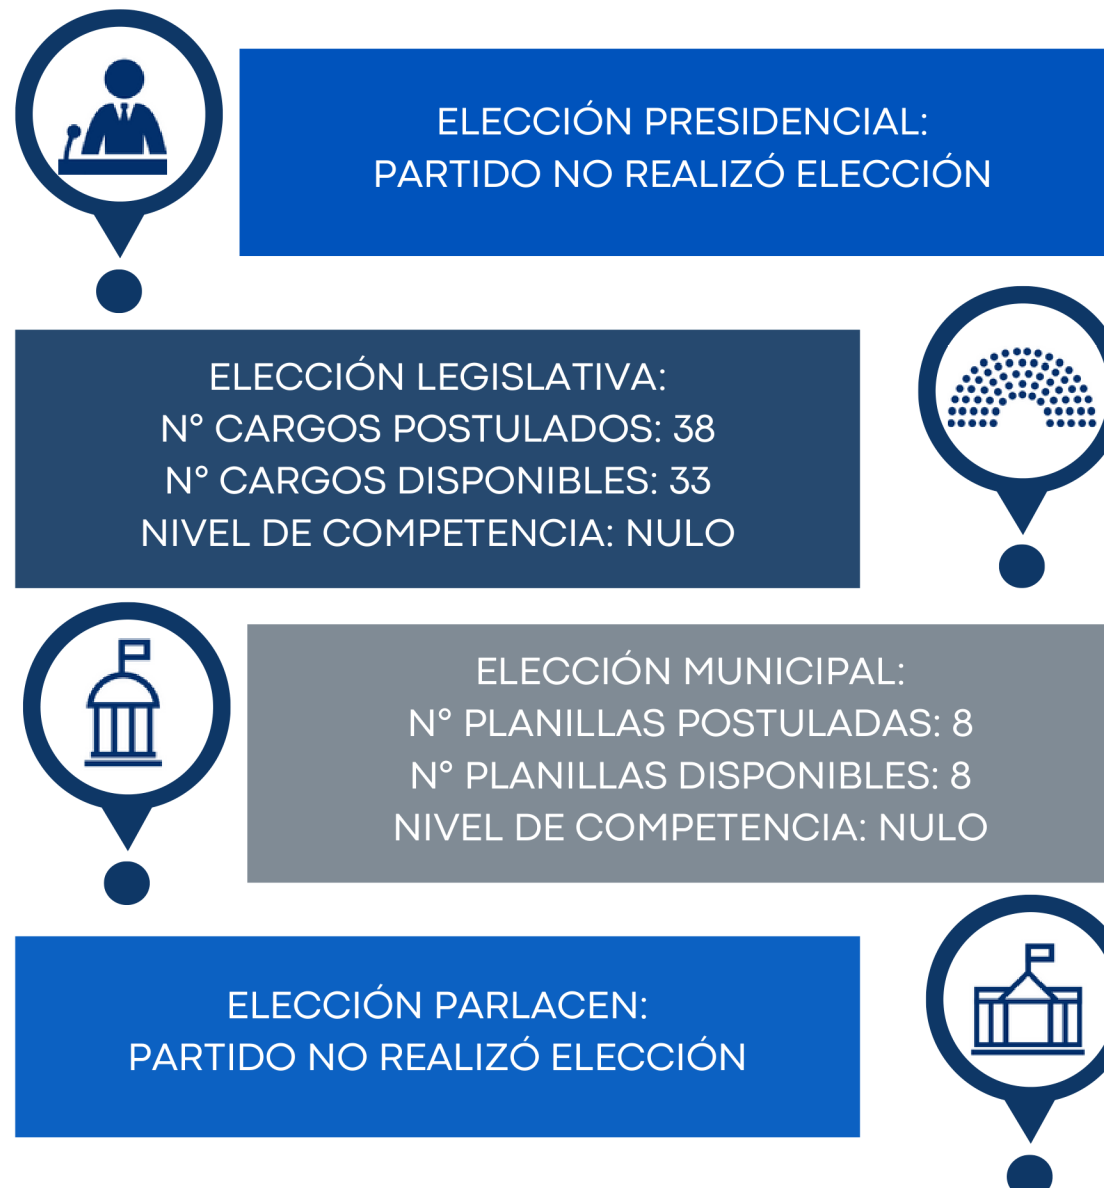 ELECCIÓN PRESIDENCIAL:
PARTIDO NO REALIZÓ ELECCIÓN
ELECCIÓN LEGISLATIVA:
N° CARGOS POSTULADOS: 38
N° CARGOS DISPONIBLES: 33
NIVEL DE COMPETENCIA: NULO
ELECCIÓN MUNICIPAL:
N° PLANILLAS POSTULADAS: 8
N° PLANILLAS DISPONIBLES: 8
NIVEL DE COMPETENCIA: NULO
ELECCIÓN PARLACEN:
PARTIDO NO REALIZÓ ELECCIÓN